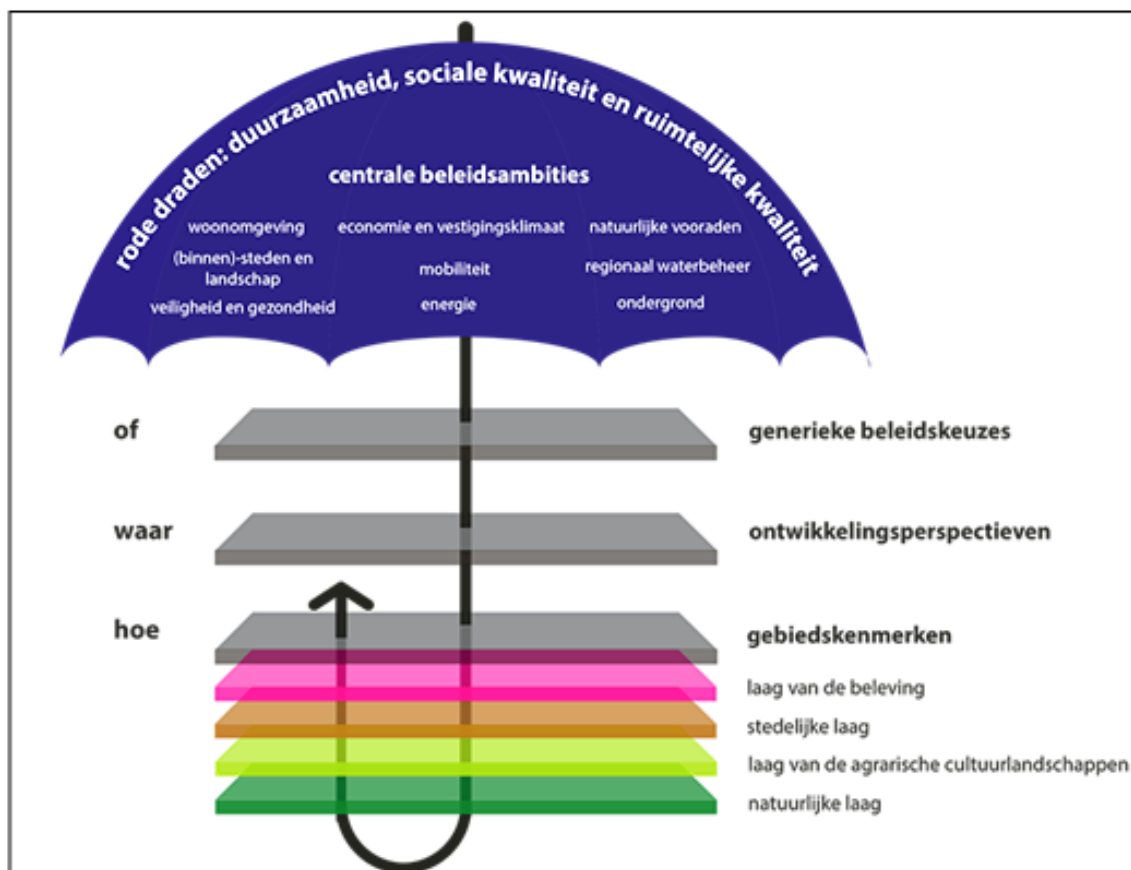 rode draden: duurzaamheid, sociale kwaliteit en ruimtelijke kwaliteit
centrale beleidsambities
woonomgeving
(binnen)-steden en
landschap
veiligheid en gezondheid
economie en vestigingsklimaat
mobiliteit
energie
natuurlijke vooraden
regionaal waterbeheer
ondergrond
of
generieke beleidskeuzes
waar
ontwikkelingsperspectieven
hoe
gebiedskenmerken
laag van de beleving
stedelijke laag
laag van de agrarische cultuurlandschappen
natuurlijke laag